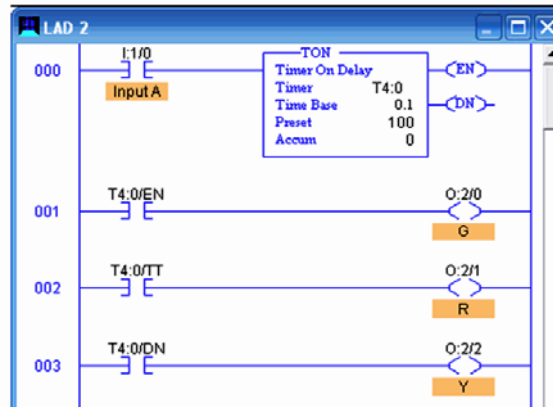 LAD 2
I:1/0
Input A
000
TON
Timer On Delay
Timer T4:0
Time Base 0.1
Preset 100
Accum 0
EN
DN
T4:0/EN O:2/0
001
G
T4:0/TT O:2/1
002
R
T4:0/DN O:2/2
003
Y